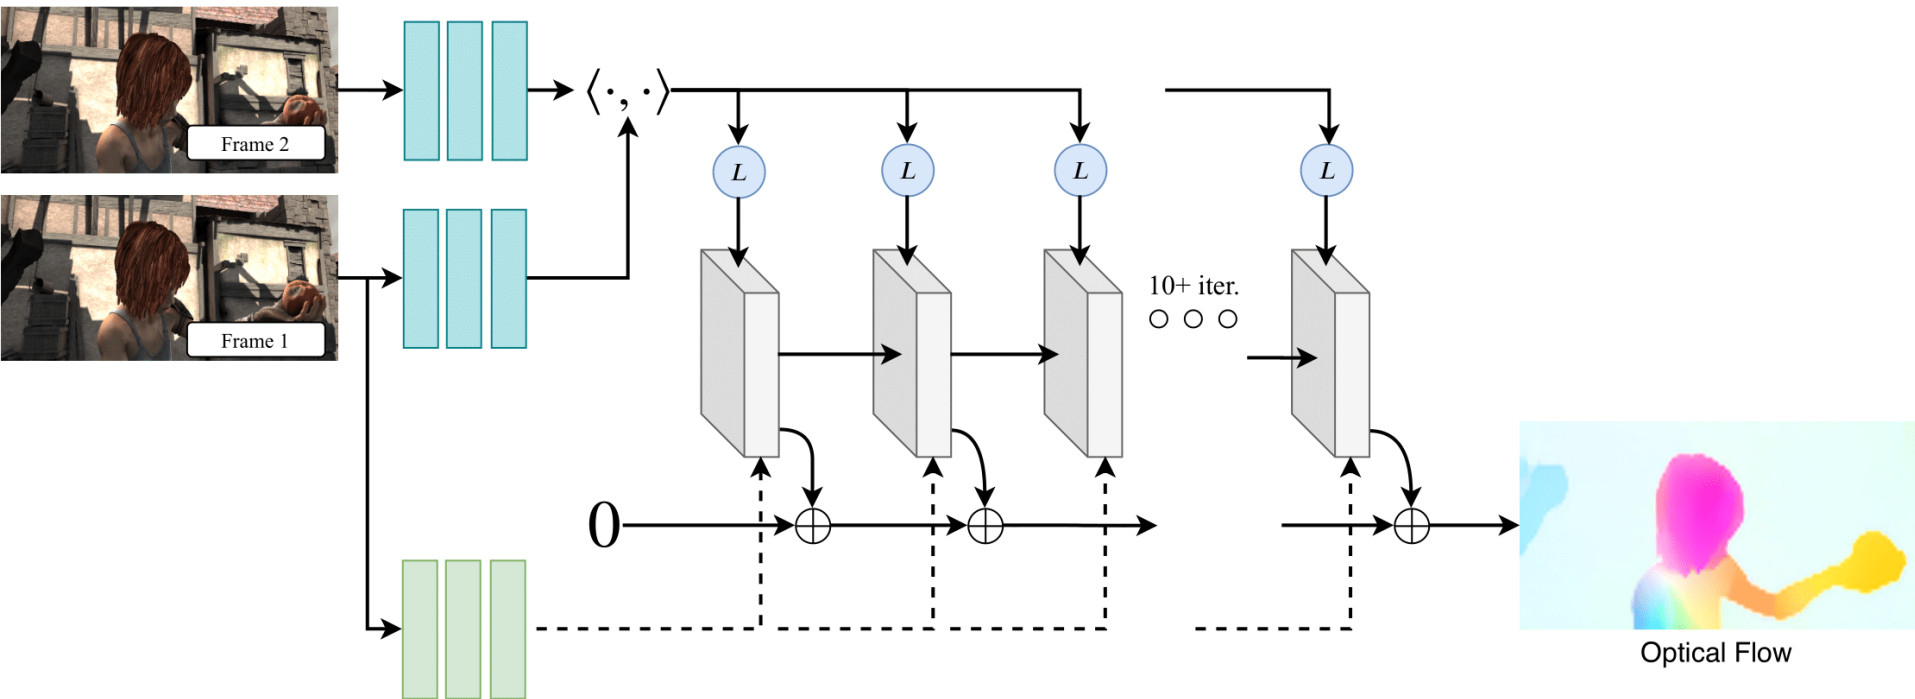 Frame 2
⟨·,·⟩
L L L L
Frame 1
10+ iter.
0
Optical Flow